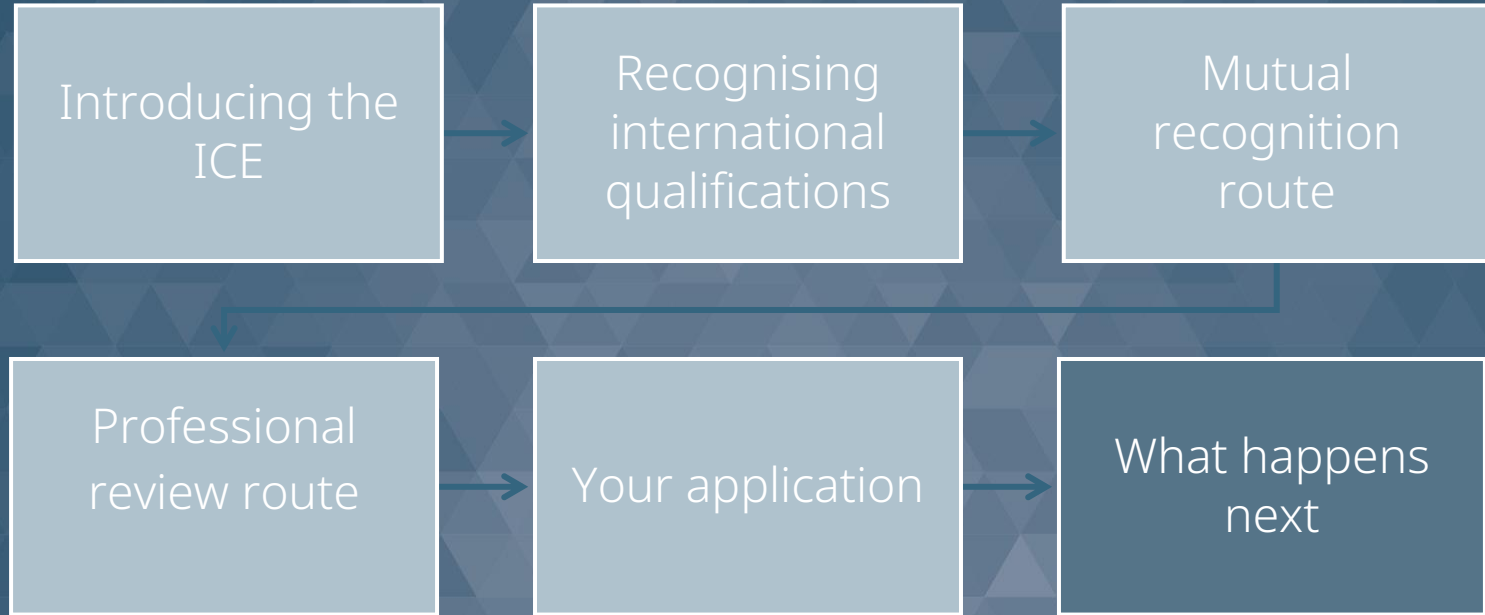 Introducing the
ICE
Recognising
international
qualifications
Mutual
recognition
route
Professional
review route
Your application
What happens
next